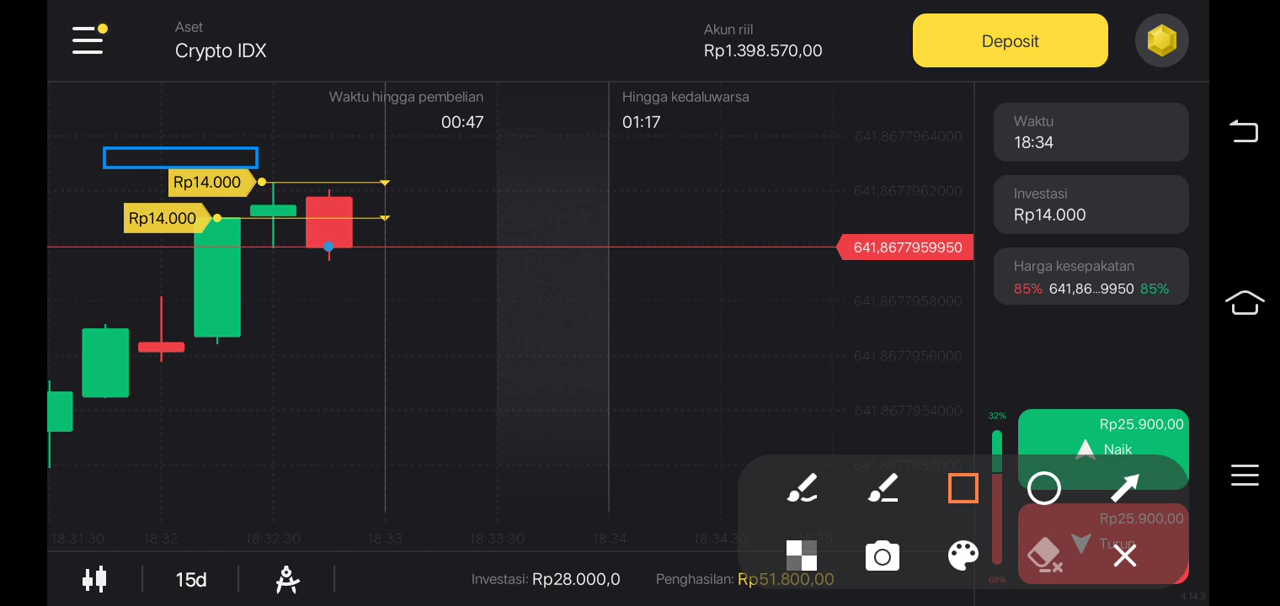 Aset
Crypto IDX
Akun riil
Rp1.398.570,00
Deposit
Waktu hingga pembelian
00:47
Hingga kedaluwarsa
01:17
641.8677964000
Rp14.000
641.8677962000
Rp14.000
641,8677959950
641.8677958000
641.8677956000
641.8677954000
Waktu
18:34
Investasi
Rp14.000
Harga kesepakatan
85% 641,86...9950 85%
32%
Rp25.900,00
Naik
Rp25.900,00
Turun
68%
18:31:30 18:32 18:32:30 18:33 18:33:30 18:34 18:34:30
15d
Investasi: Rp28.000,0
Penghasilan: Rp51.800,00
4.14.3